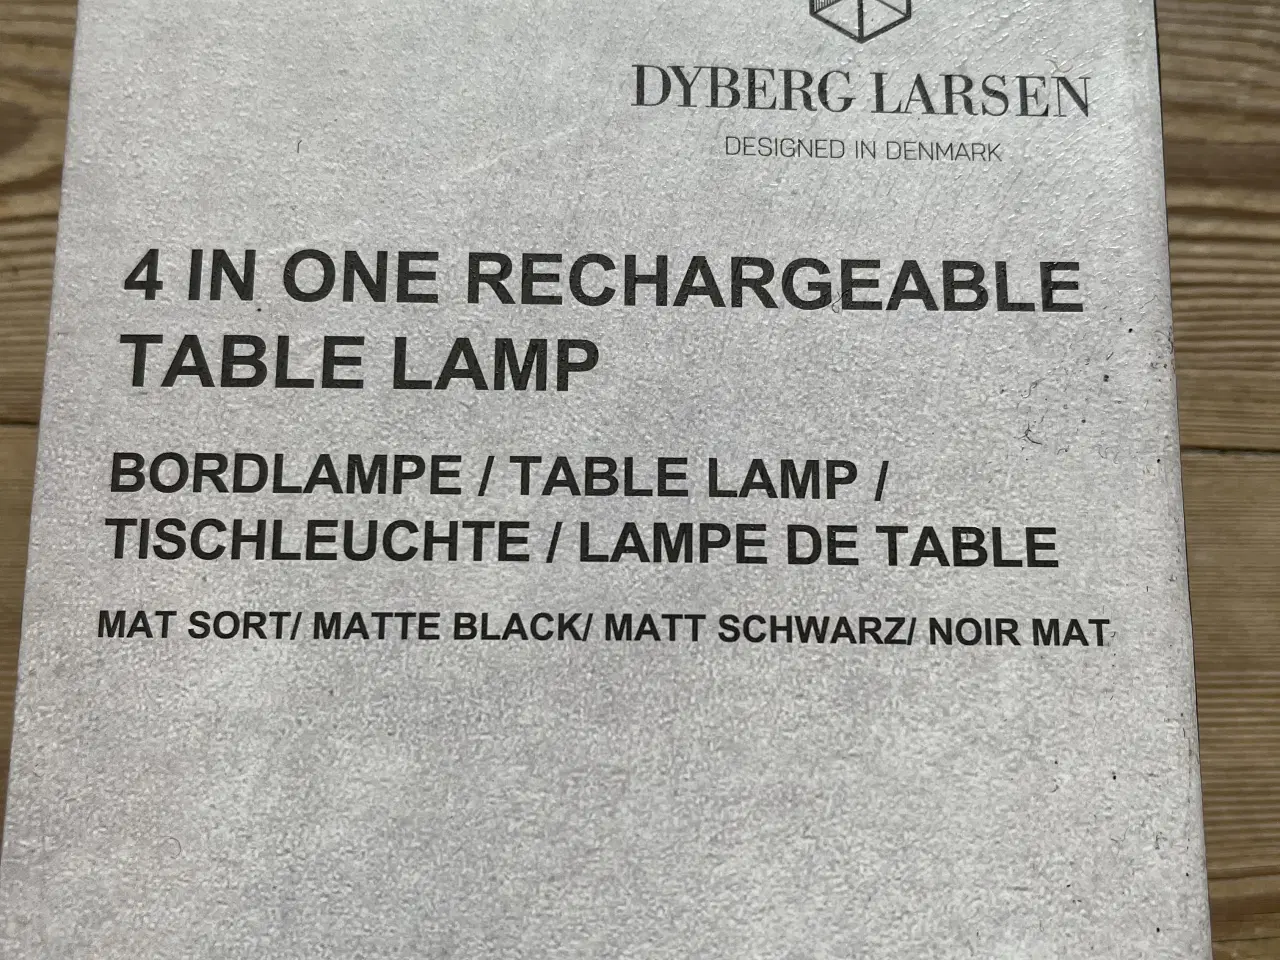 DYBERG LARSEN
DESIGNED IN DENMARK
4 IN ONE RECHARGEABLE
TABLE LAMP
BORDLAMPE / TABLE LAMP /
TISCHLEUCHTE / LAMPE DE TABLE
MAT SORT/ MATTE BLACK/ MATT SCHWARZ/ NOIR MAT